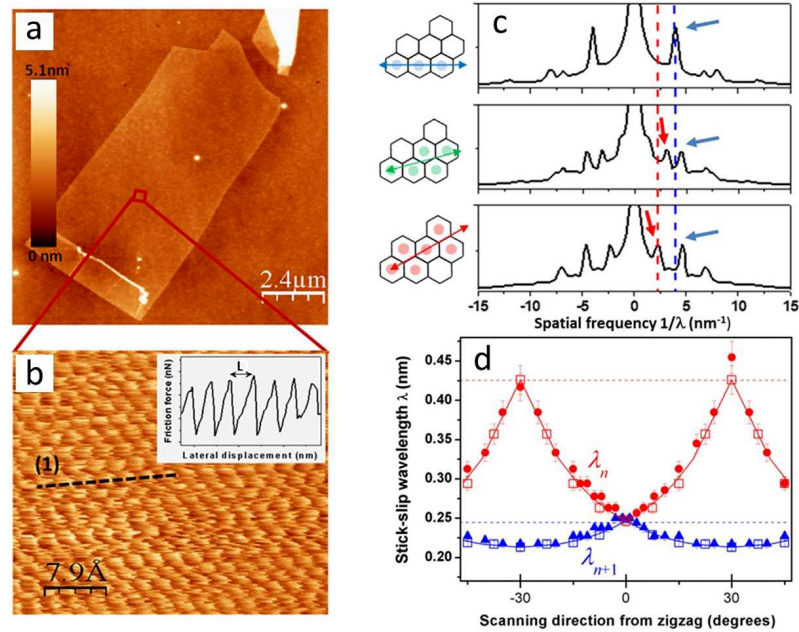 a
5.1nm
0 nm
2.4µm
b
Friction force (nN)
L
Lateral displacement (nm)
(1)
7.9Å
c
-15 -10 -5 0 5 10 15
Spatial frequency 1/λ (nm⁻¹)
d
Stick-slip wavelength λ (nm)
0.45
0.40
0.35
0.30
0.25
0.20
λn
λn+1
-30 0 30
Scanning direction from zigzag (degrees)